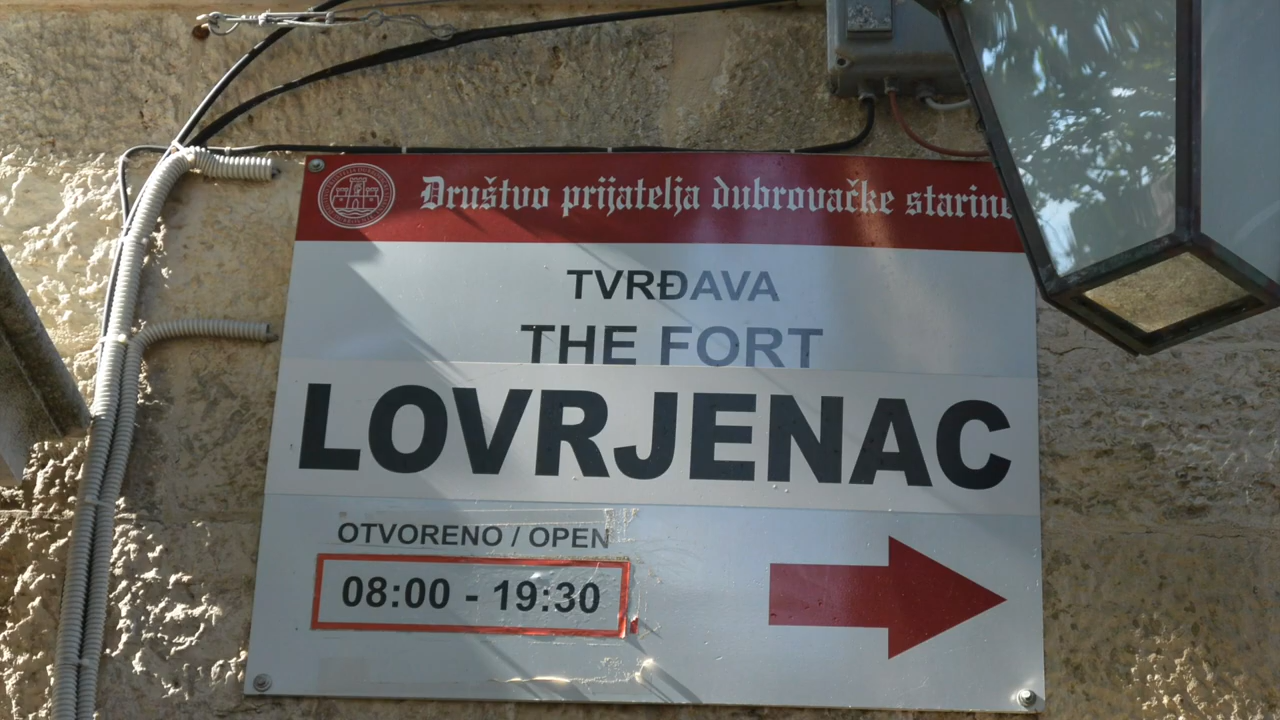 Društvo prijatelja dubrovačke starine
TVRĐAVA
THE FORT
LOVRJENAC
OTVORENO / OPEN
08:00 - 19:30